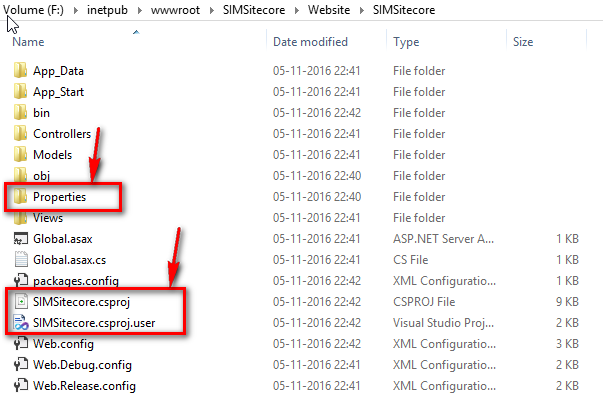 Volume (F:) › inetpub › wwwroot › SIMSitecore › Website › SIMSitecore
Name Date modified Type Size
App_Data 05-11-2016 22:41 File folder
App_Start 05-11-2016 22:41 File folder
bin 05-11-2016 22:42 File folder
Controllers 05-11-2016 22:41 File folder
Models 05-11-2016 22:41 File folder
obj 05-11-2016 22:40 File folder
Properties 05-11-2016 22:40 File folder
Views 05-11-2016 22:41 File folder
Global.asax 05-11-2016 22:41 ASP.NET Server A... 1 KB
Global.asax.cs 05-11-2016 22:41 CS File 1 KB
packages.config 05-11-2016 22:41 XML Configuratio... 1 KB
SIMSitecore.csproj 05-11-2016 22:42 CSPROJ File 9 KB
SIMSitecore.csproj.user 05-11-2016 22:42 Visual Studio Proj... 2 KB
Web.config 05-11-2016 22:42 XML Configuratio... 3 KB
Web.Debug.config 05-11-2016 22:41 XML Configuratio... 2 KB
Web.Release.config 05-11-2016 22:42 XML Configuratio... 2 KB